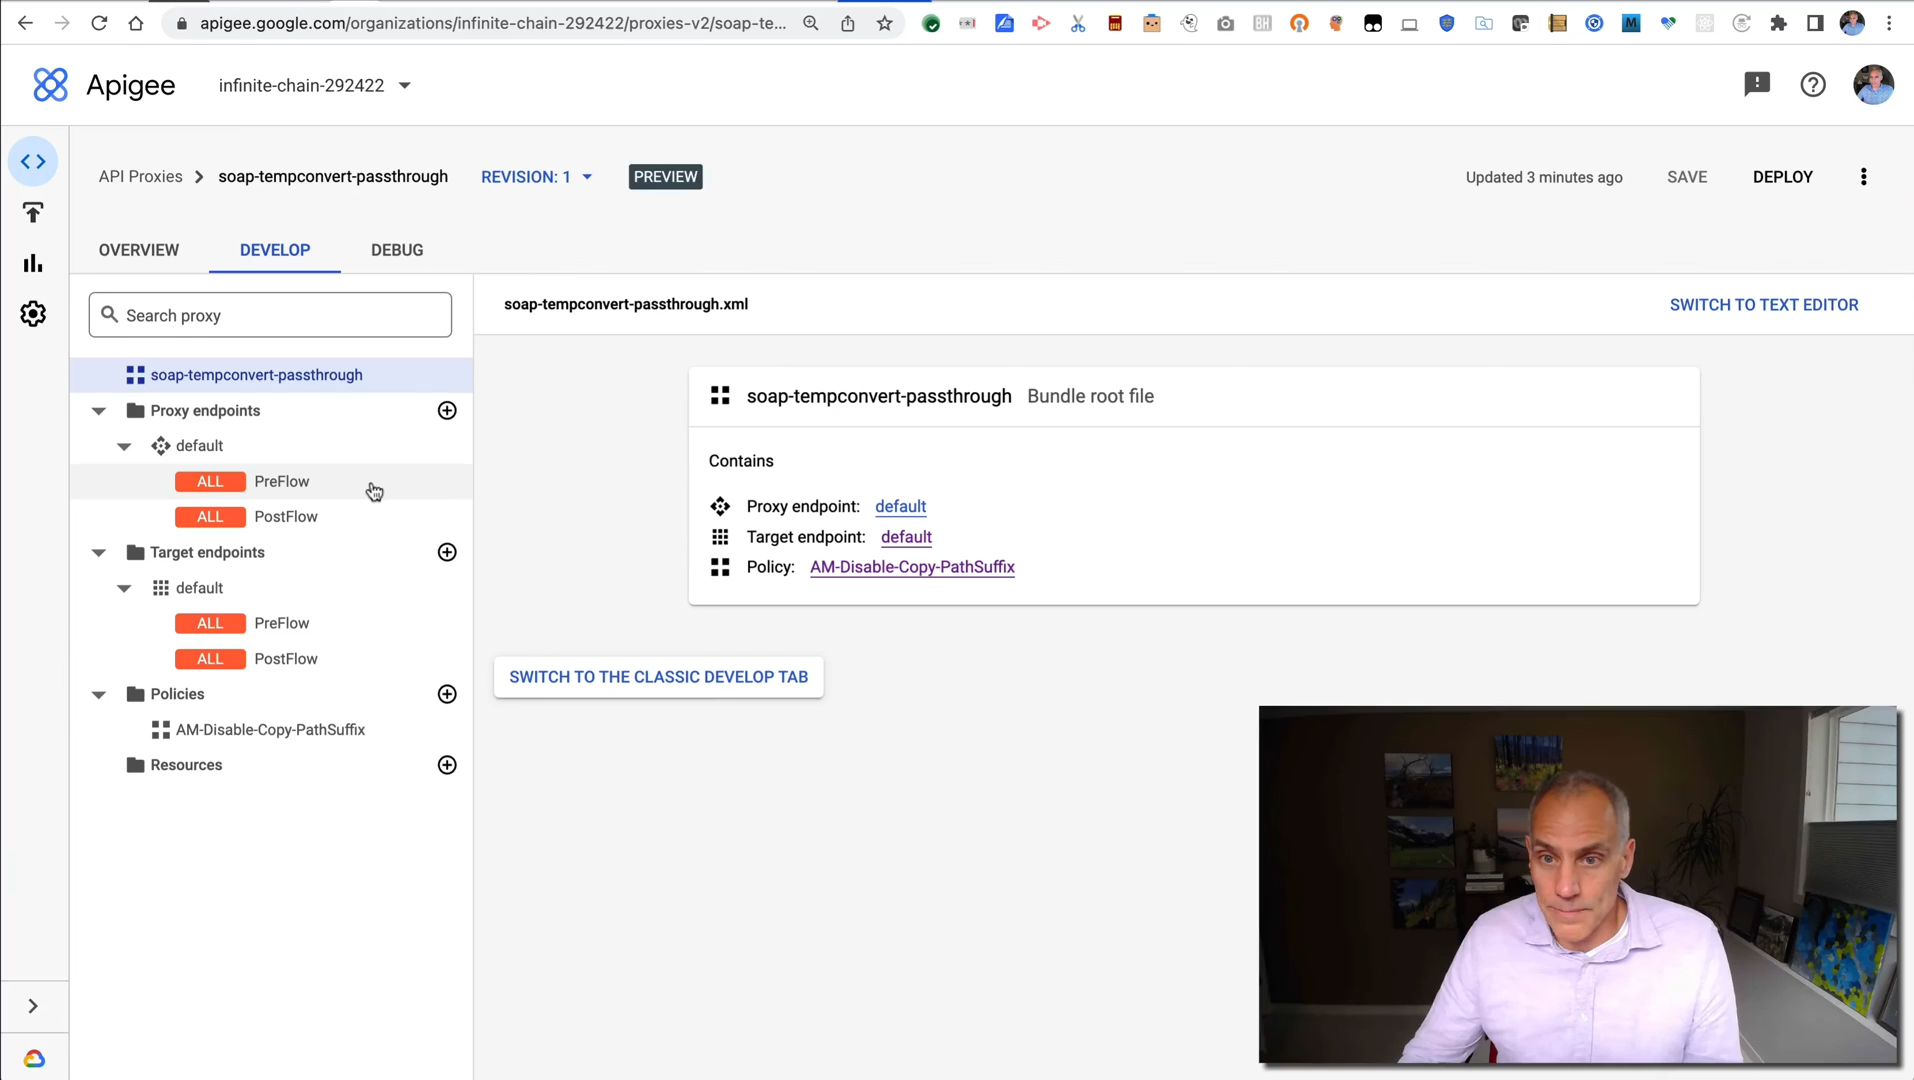 apigee.google.com/organizations/infinite-chain-292422/proxies-v2/soap-te...
Apigee
infinite-chain-292422
API Proxies
soap-tempconvert-passthrough
REVISION: 1
PREVIEW
Updated 3 minutes ago
SAVE
DEPLOY
OVERVIEW
DEVELOP
DEBUG
Search proxy
soap-tempconvert-passthrough
Proxy endpoints
default
ALL PreFlow
ALL PostFlow
Target endpoints
default
ALL PreFlow
ALL PostFlow
Policies
AM-Disable-Copy-PathSuffix
Resources
soap-tempconvert-passthrough.xml
SWITCH TO TEXT EDITOR
soap-tempconvert-passthrough Bundle root file
Contains
Proxy endpoint: default
Target endpoint: default
Policy: AM-Disable-Copy-PathSuffix
SWITCH TO THE CLASSIC DEVELOP TAB